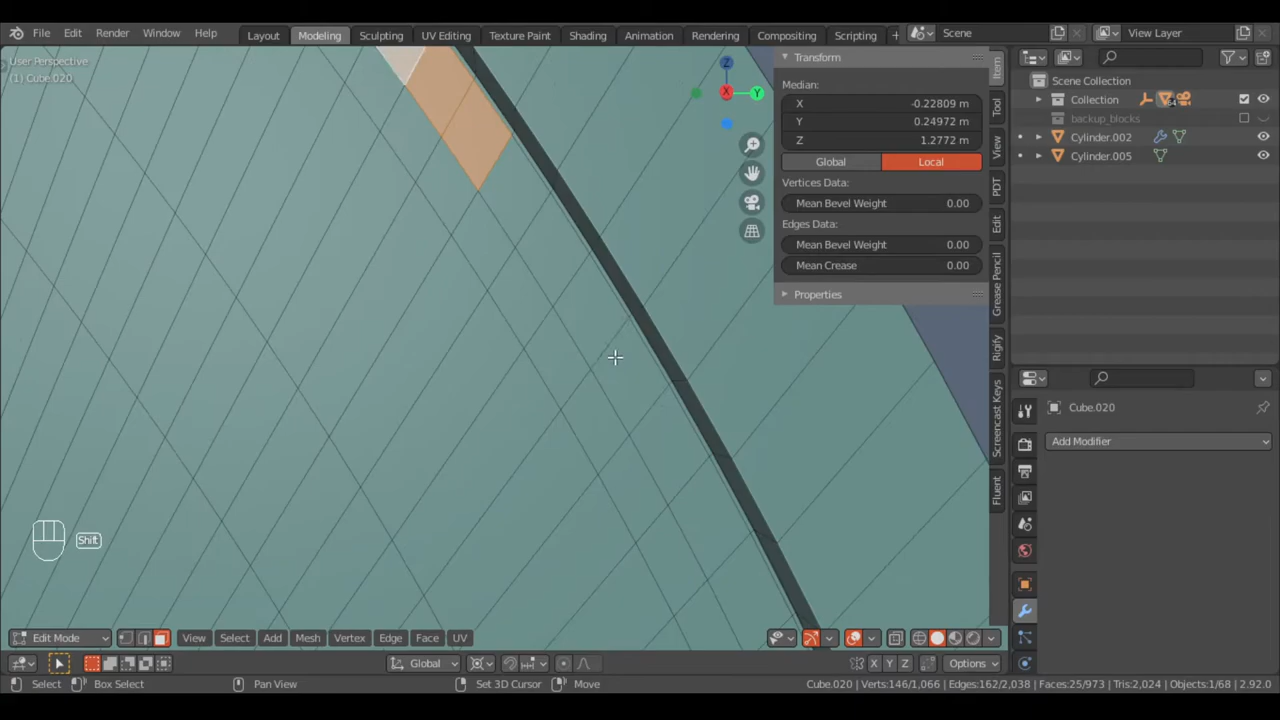 File Edit Render Window Help Layout Modeling Sculpting UV Editing Texture Paint Shading Animation Rendering Compositing Scripting + Scene View Layer
User Perspective
(1) Cube.020
Z
X
Y
Transform
Median:
X -0.22809 m
Y 0.24972 m
Z 1.2772 m
Global Local
Vertices Data:
Mean Bevel Weight 0.00
Edges Data:
Mean Bevel Weight 0.00
Mean Crease 0.00
Properties
Item
Tool
View
PDT
Edit
Grease Pencil
Rigify
Screencast Keys
Fluent
Scene Collection
Collection 64
backup_blocks
Cylinder.002
Cylinder.005
Cube.020
Add Modifier
Shift
Edit Mode View Select Add Mesh Vertex Edge Face UV
Global X Y Z Options
Select Box Select Pan View Set 3D Cursor Move Cube.020 | Verts:146/1,066 | Edges:162/2,038 | Faces:25/973 | Tris:2,024 | Objects:1/68 | 2.92.0